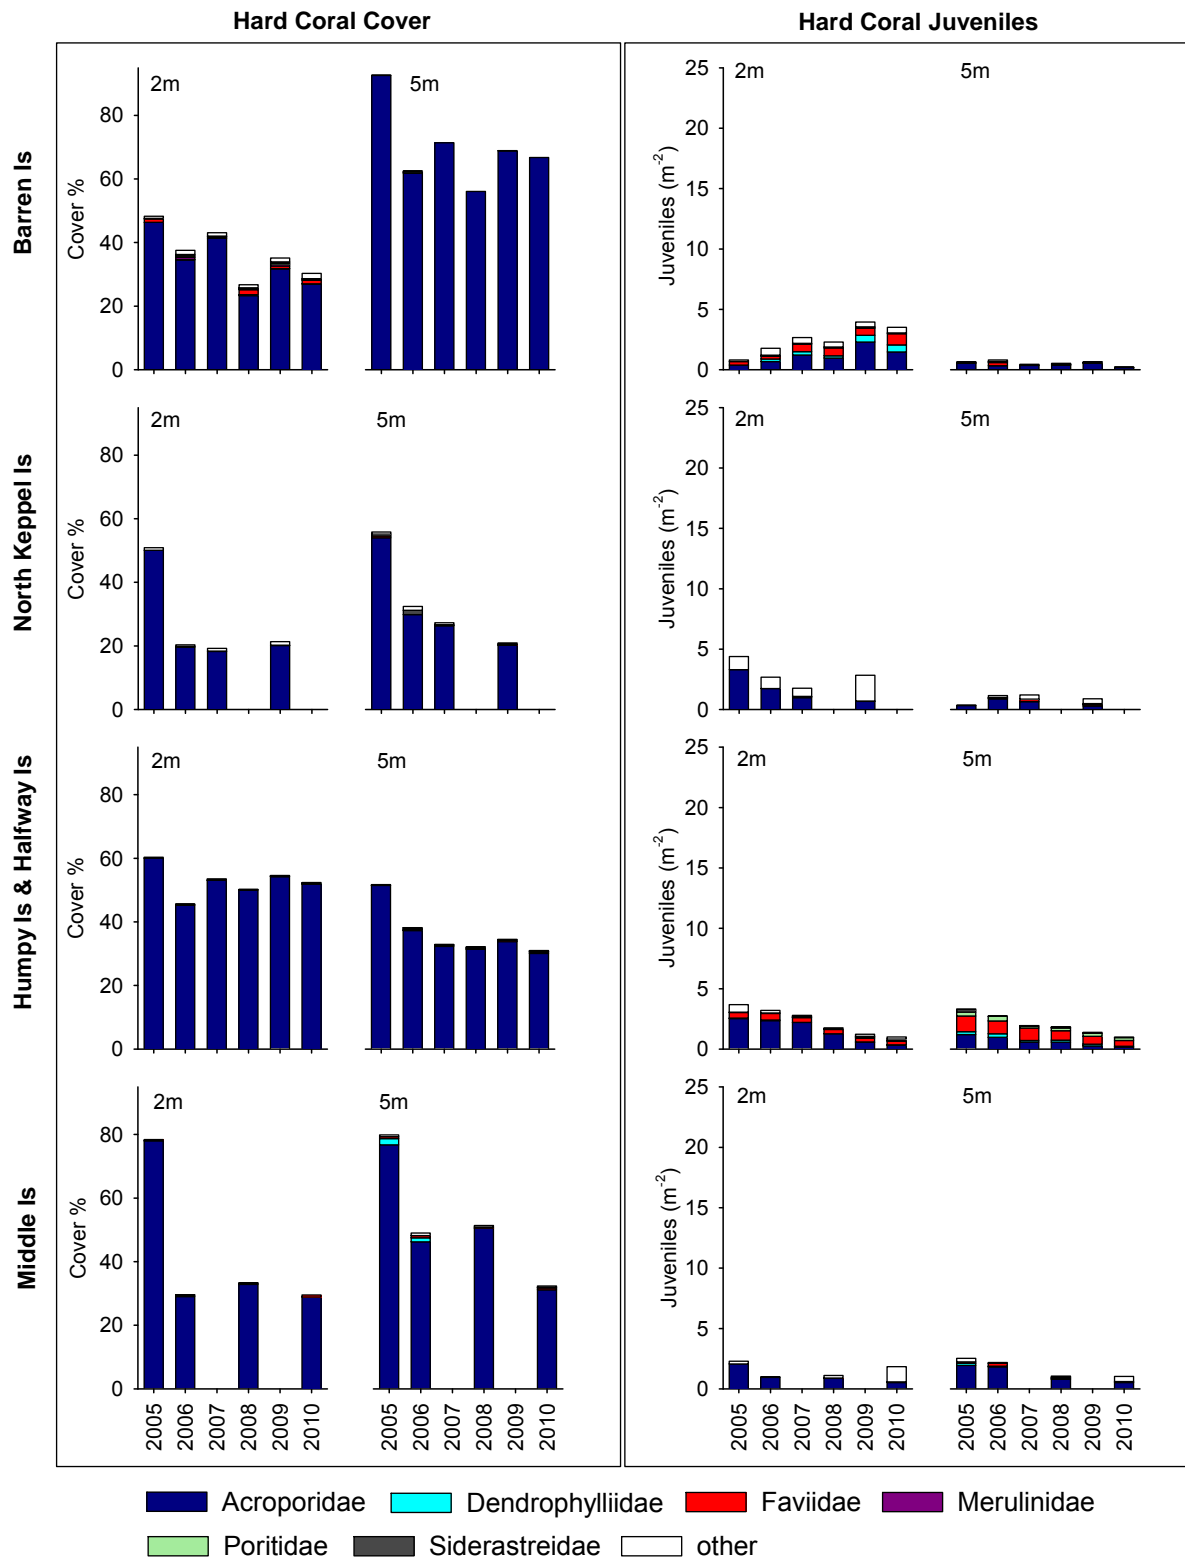 Hard Coral Cover
Hard Coral Juveniles
Barren Is
Cover %
80
60
40
20
0
2m
5m
Juveniles (m-2)
25
20
15
10
5
0
2m
5m
North Keppel Is
Cover %
80
60
40
20
0
2m
5m
Juveniles (m-2)
25
20
15
10
5
0
2m
5m
Humpy Is & Halfway Is
Cover %
80
60
40
20
0
2m
5m
Juveniles (m-2)
25
20
15
10
5
0
2m
5m
Middle Is
Cover %
80
60
40
20
0
2m
5m
Juveniles (m-2)
25
20
15
10
5
0
2m
5m
2005 2006 2007 2008 2009 2010 2005 2006 2007 2008 2009 2010 2005 2006 2007 2008 2009 2010 2005 2006 2007 2008 2009 2010
Acroporidae Dendrophylliidae Faviidae Merulinidae
Poritidae Siderastreidae other